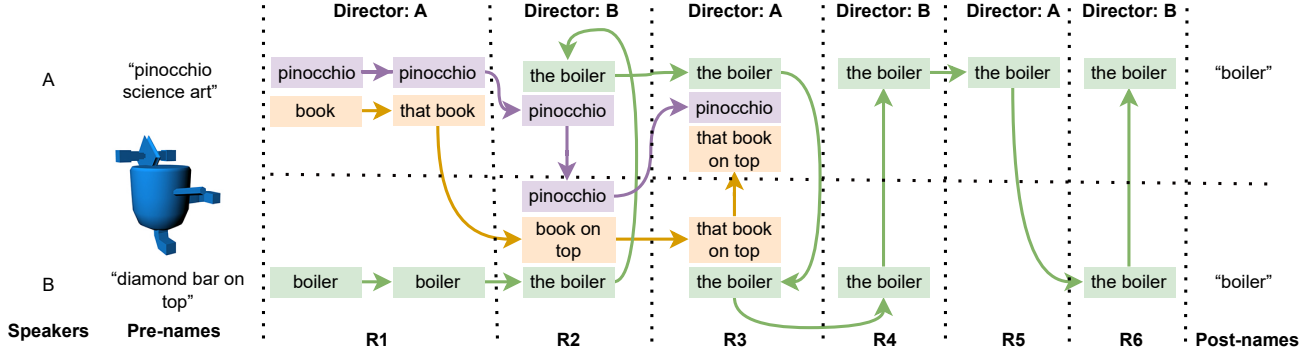 Director: A Director: B Director: A Director: B Director: A Director: B
A
“pinocchio
science art”
pinocchio pinocchio the boiler the boiler the boiler the boiler the boiler “boiler”
book that book pinocchio pinocchio
that book
on top
pinocchio
book on
top
that book
on top
B
“diamond bar on
top”
boiler boiler the boiler the boiler the boiler the boiler “boiler”
Speakers Pre-names R1 R2 R3 R4 R5 R6 Post-names